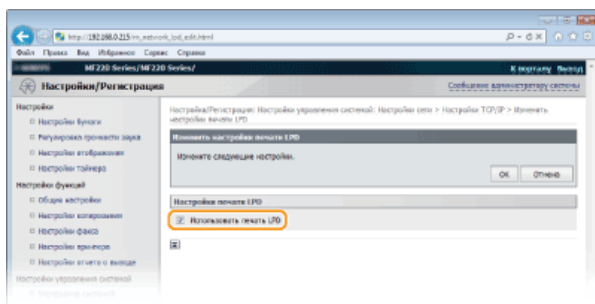 http://192.168.0.215/m_network_lpd_edit.html
Файл Правка Вид Избранное Сервис Справка
MF220 Series/MF220 Series/
К порталу Выход
Настройки/Регистрация
Сообщение администратору системы
Настройки
Настройки бумаги
Регулировка громкости звука
Настройки отображения
Настройки таймера
Настройки функций
Общие настройки
Настройки копирования
Настройки факса
Настройки принтера
Настройки отчета о выводе
Настройки управления системой
Настройки/Регистрация: Настройки управления системой: Настройки сети > Настройки TCP/IP > Изменить настройки печати LPD
Изменить настройки печати LPD
Измените следующие настройки.
OK Отмена
Настройки печати LPD
Использовать печать LPD